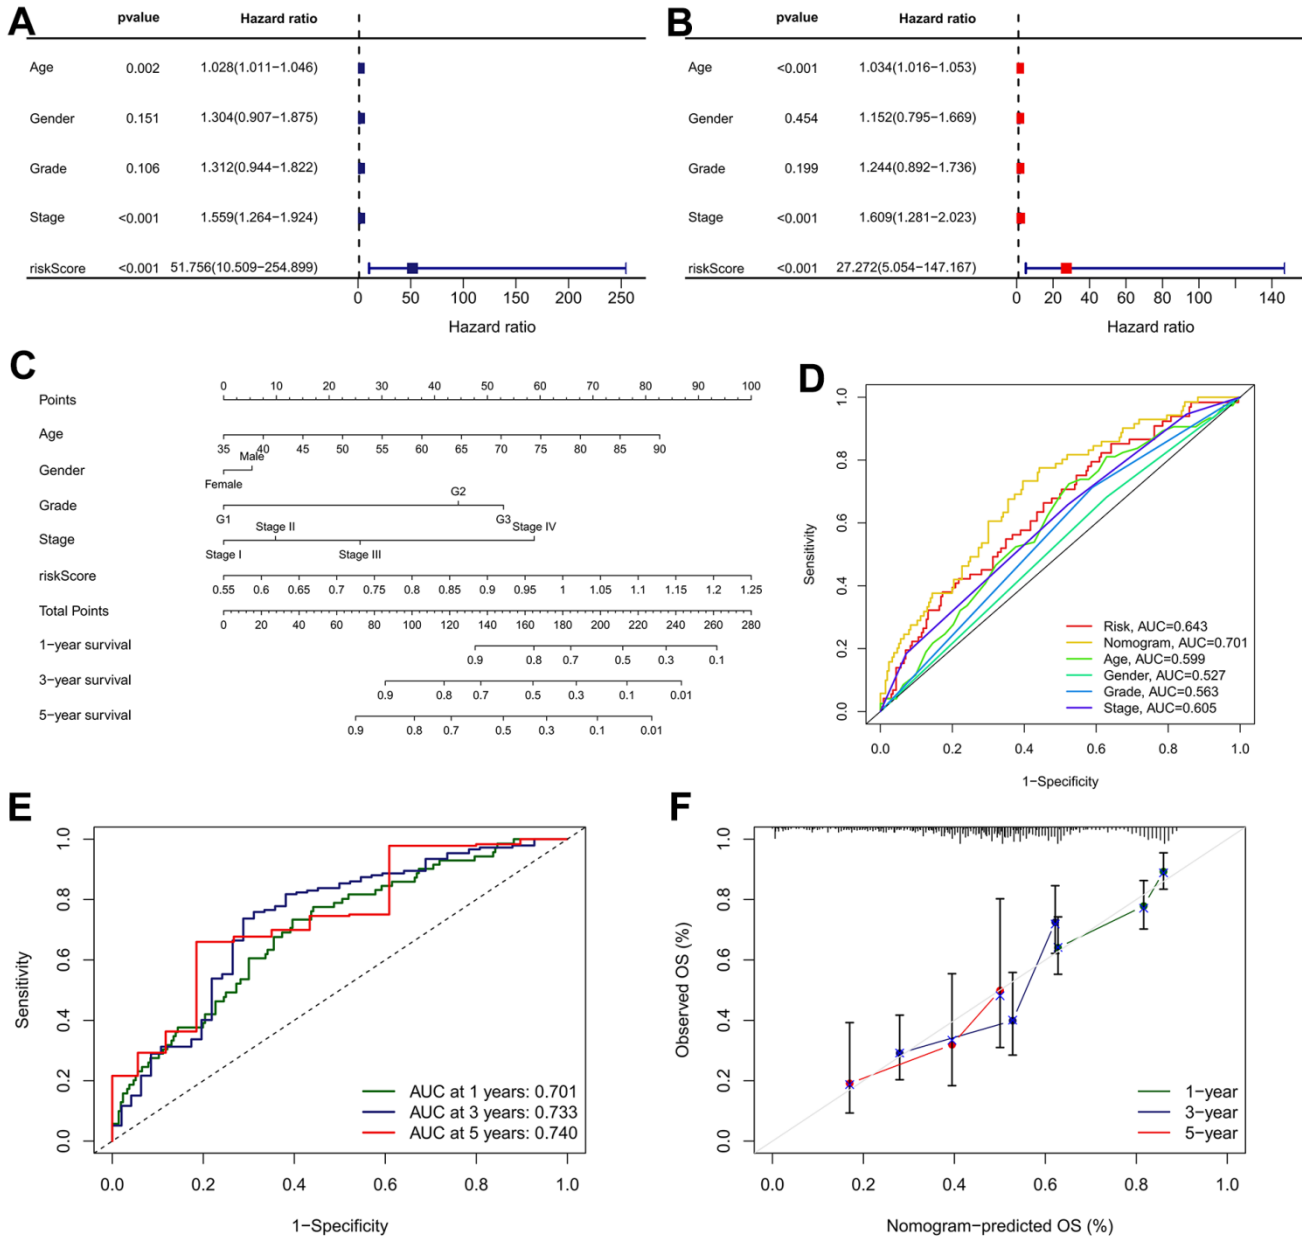 A
pvalue Hazard ratio
Age 0.002 1.028(1.011−1.046)
Gender 0.151 1.304(0.907−1.875)
Grade 0.106 1.312(0.944−1.822)
Stage <0.001 1.559(1.264−1.924)
riskScore <0.001 51.756(10.509−254.899)
0 50 100 150 200 250
Hazard ratio
B
pvalue Hazard ratio
Age <0.001 1.034(1.016−1.053)
Gender 0.454 1.152(0.795−1.669)
Grade 0.199 1.244(0.892−1.736)
Stage <0.001 1.609(1.281−2.023)
riskScore <0.001 27.272(5.054−147.167)
0 20 40 60 80 100 140
Hazard ratio
C
0 10 20 30 40 50 60 70 80 90 100
Points
Age
35 40 45 50 55 60 65 70 75 80 85 90
Male
Gender
Female
G2
Grade
G1 G3
Stage II Stage IV
Stage
Stage I Stage III
riskScore
0.55 0.6 0.65 0.7 0.75 0.8 0.85 0.9 0.95 1 1.05 1.1 1.15 1.2 1.25
Total Points
0 20 40 60 80 100 120 140 160 180 200 220 240 260 280
1−year survival
0.9 0.8 0.7 0.5 0.3 0.1
3−year survival
0.9 0.8 0.7 0.5 0.3 0.1 0.01
5−year survival
0.9 0.8 0.7 0.5 0.3 0.1 0.01
D
Sensitivity
1.0
0.8
0.6
0.4
0.2
0.0
Risk, AUC=0.643
Nomogram, AUC=0.701
Age, AUC=0.599
Gender, AUC=0.527
Grade, AUC=0.563
Stage, AUC=0.605
0.0 0.2 0.4 0.6 0.8 1.0
1−Specificity
E
Sensitivity
1.0
0.8
0.6
0.4
0.2
0.0
AUC at 1 years: 0.701
AUC at 3 years: 0.733
AUC at 5 years: 0.740
0.0 0.2 0.4 0.6 0.8 1.0
1−Specificity
F
Observed OS (%)
1.0
0.8
0.6
0.4
0.2
0.0
1−year
3−year
5−year
0.0 0.2 0.4 0.6 0.8 1.0
Nomogram−predicted OS (%)